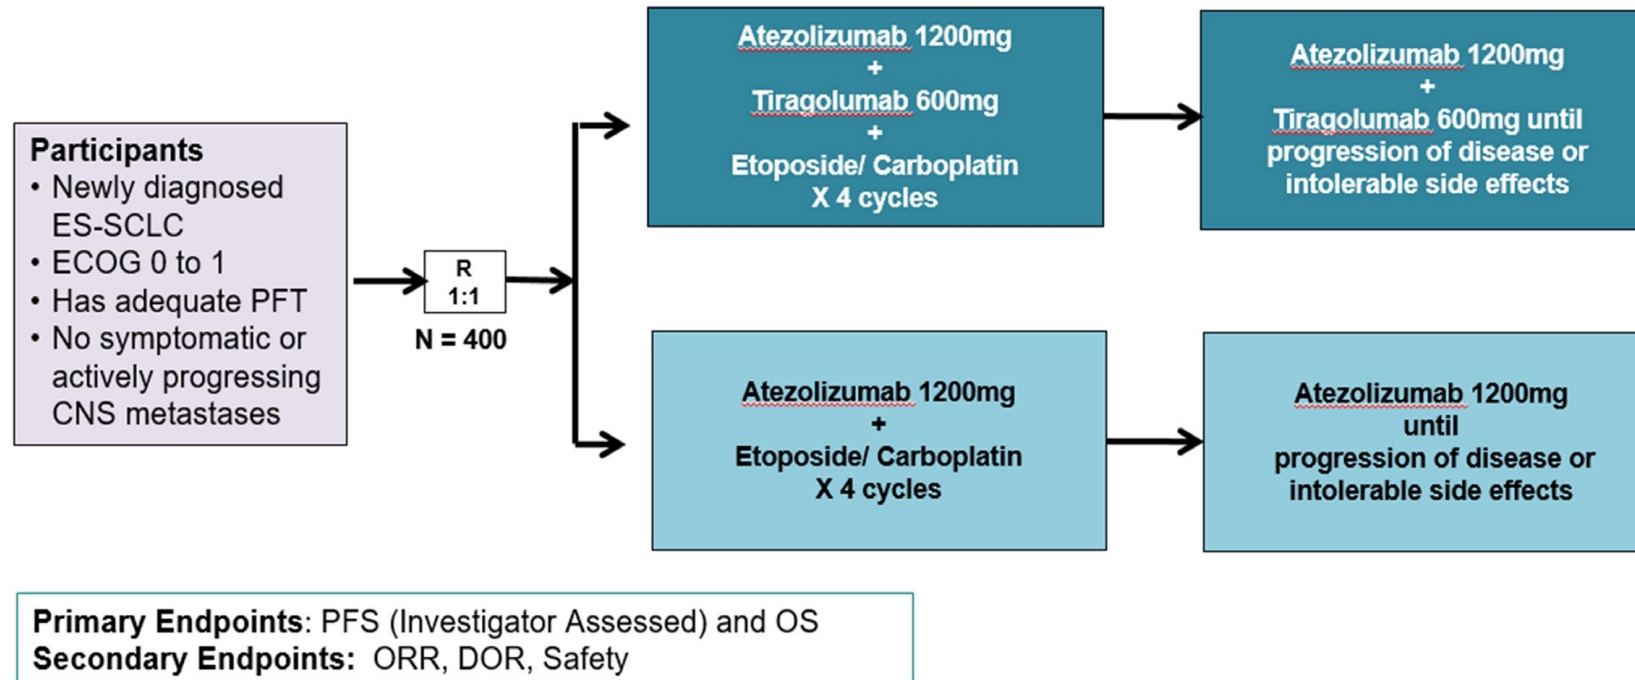 Participants
• Newly diagnosed
ES-SCLC
• ECOG 0 to 1
• Has adequate PFT
• No symptomatic or
actively progressing
CNS metastases
R
1:1
N = 400
Atezolizumab 1200mg
+
Tiragolumab 600mg
+
Etoposide/ Carboplatin
X 4 cycles
Atezolizumab 1200mg
+
Tiragolumab 600mg until
progression of disease or
intolerable side effects
Atezolizumab 1200mg
+
Etoposide/ Carboplatin
X 4 cycles
Atezolizumab 1200mg
until
progression of disease or
intolerable side effects
Primary Endpoints: PFS (Investigator Assessed) and OS
Secondary Endpoints: ORR, DOR, Safety